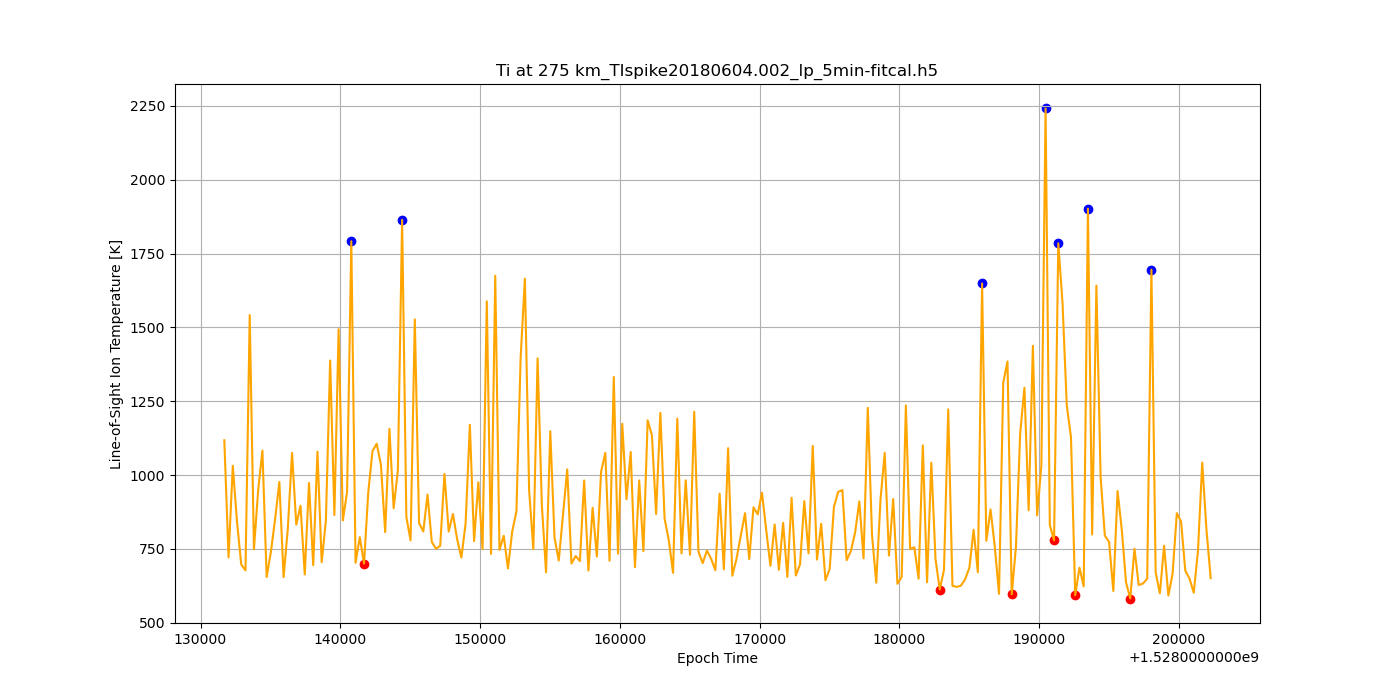 Ti at 275 km_TIspike20180604.002_lp_5min-fitcal.h5
Line-of-Sight Ion Temperature [K]
2250
2000
1750
1500
1250
1000
750
500
130000 140000 150000 160000 170000 180000 190000 200000
Epoch Time
+1.5280000000e9